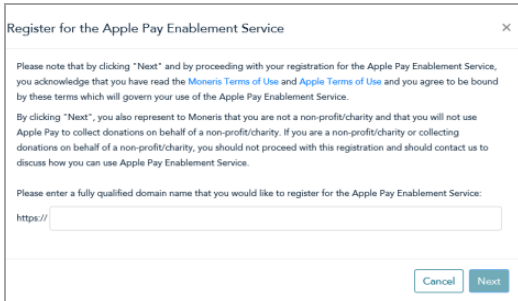 Register for the Apple Pay Enablement Service
Please note that by clicking "Next" and by proceeding with your registration for the Apple Pay Enablement Service,
you acknowledge that you have read the Moneris Terms of Use and Apple Terms of Use and you agree to be bound
by these terms which will govern your use of the Apple Pay Enablement Service.
By clicking "Next", you also represent to Moneris that you are not a non-profit/charity and that you will not use
Apple Pay to collect donations on behalf of a non-profit/charity. If you are a non-profit/charity or collecting
donations on behalf of a non-profit/charity, you should not proceed with this registration and should contact us to
discuss how you can use Apple Pay Enablement Service.
Please enter a fully qualified domain name that you would like to register for the Apple Pay Enablement Service:
https://
Cancel Next